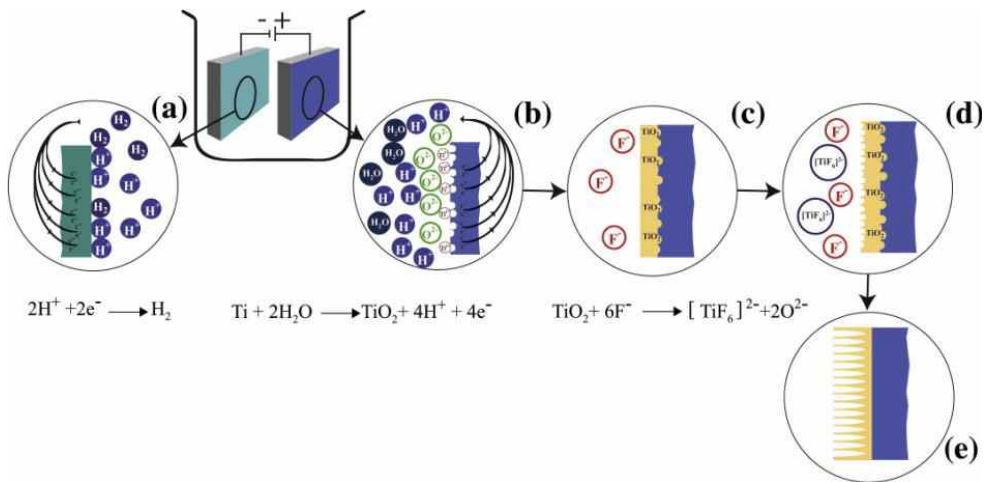 - +
(a)
H₂
H₂
H⁺
H₂
H⁺
H⁺
H₂
H⁺
H⁺
H⁺
H⁺
(b)
H⁺
H₂O
H⁺
O²⁻
H₂O
O²⁻
H₂O
H⁺
O²⁻
H⁺
H⁺
O²⁻
H₂O
H⁺
O²⁻
H⁺
H⁺
H⁺
(c)
F⁻
TiO₂
TiO₂
F⁻
TiO₂
F⁻
TiO₂
(d)
F⁻
TiO₂
[TiF₆]²⁻
TiO₂
F⁻
TiO₂
[TiF₆]²⁻
TiO₂
F⁻
2H⁺ +2e⁻ → H₂
Ti + 2H₂O → TiO₂+ 4H⁺ + 4e⁻
TiO₂+ 6F⁻ → [ TiF₆]²⁻+2O²⁻
(e)